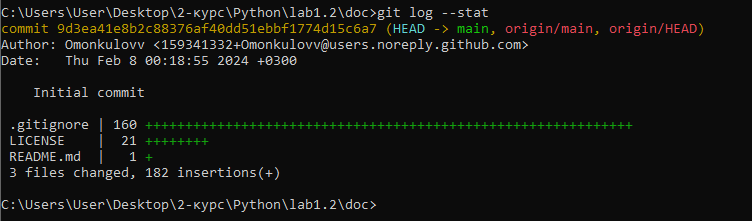 C:\Users\User\Desktop\2-курс\Python\lab1.2\doc>git log --stat
commit 9d3ea41e8b2c88376af40dd51ebbf1774d15c6a7 (HEAD -> main, origin/main, origin/HEAD)
Author: Omonkulovv <159341332+Omonkulovv@users.noreply.github.com>
Date:   Thu Feb 8 00:18:55 2024 +0300
    Initial commit
 .gitignore | 160 +++++++++++++++++++++++++++++++++++++++++++++++++++++++++++++
 LICENSE    |  21 ++++++++
 README.md  |   1 +
 3 files changed, 182 insertions(+)
C:\Users\User\Desktop\2-курс\Python\lab1.2\doc>